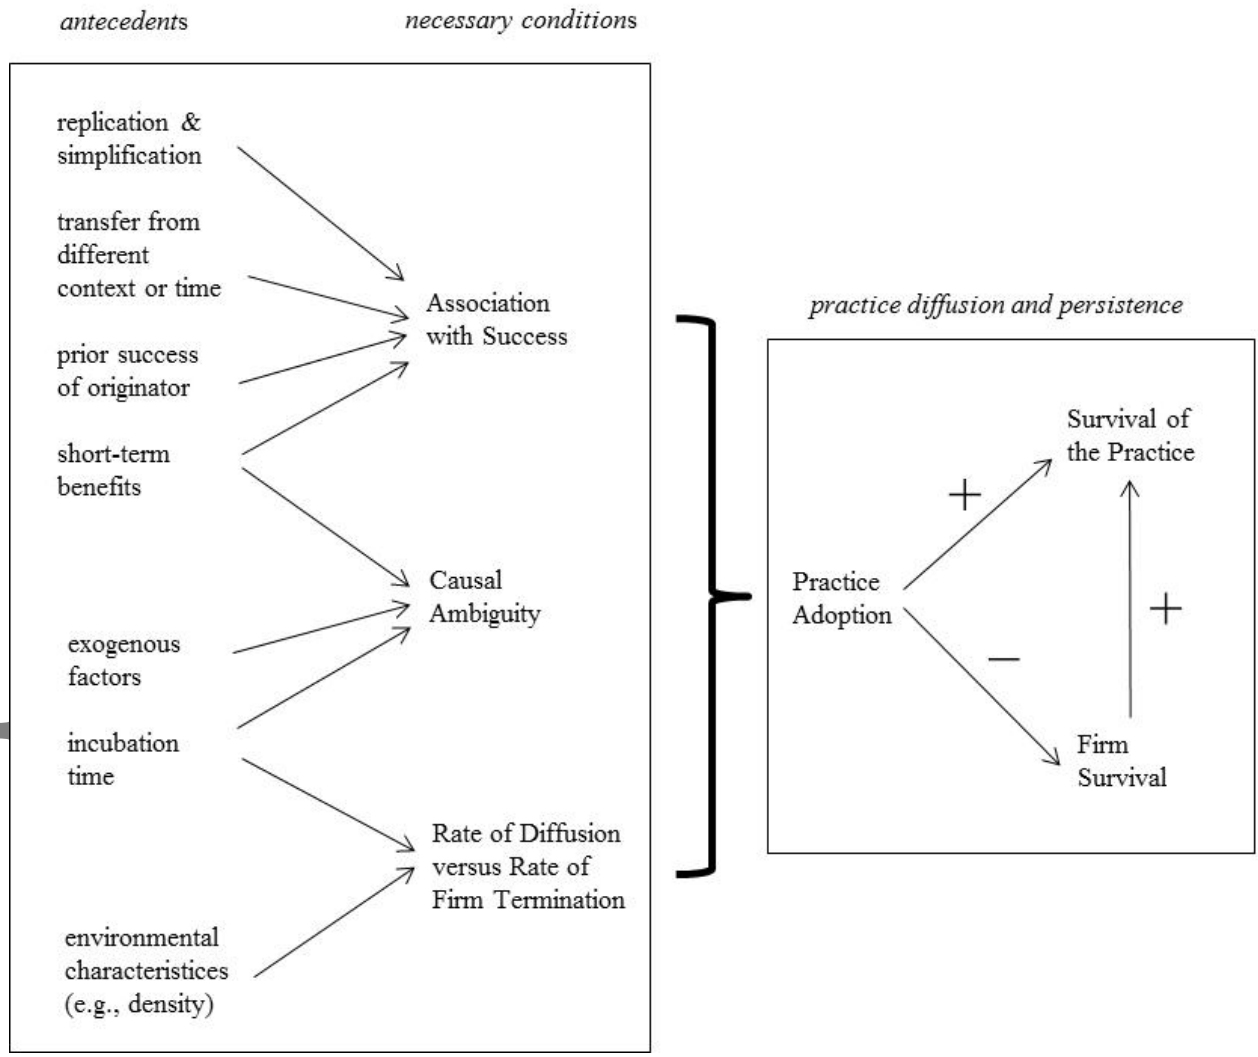 antecedents
necessary conditions
replication &
simplification
transfer from
different
context or time
prior success
of originator
short-term
benefits
exogenous
factors
incubation
time
environmental
characteristices
(e.g., density)
Association
with Success
Causal
Ambiguity
Rate of Diffusion
versus Rate of
Firm Termination
practice diffusion and persistence
Survival of
the Practice
+
Practice
Adoption
+
–
Firm
Survival